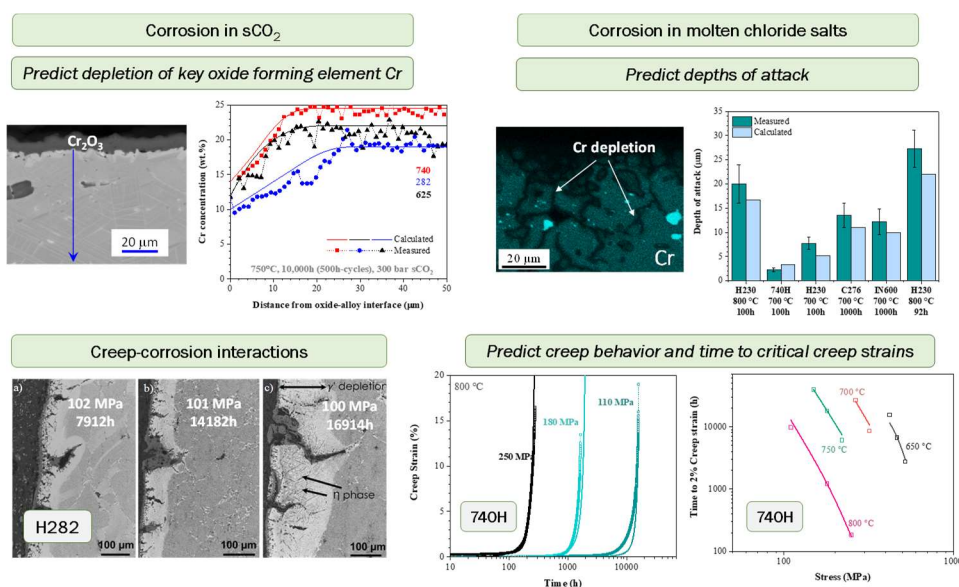 Corrosion in sCO₂
Predict depletion of key oxide forming element Cr
Cr₂O₃
20 µm
Cr concentration (wt.%)
25
20
15
10
5
0
740
282
625
Calculated
Measured
750°C, 10,000h (500h-cycles), 300 bar sCO₂
0 10 20 30 40 50
Distance from oxide-alloy interface (µm)
Corrosion in molten chloride salts
Predict depths of attack
Cr depletion
20 µm
Cr
Depth of attack (µm)
35
30
25
20
15
10
5
0
Measured
Calculated
H230 740H H230 C276 IN600 H230
800 °C 700 °C 700 °C 700 °C 700 °C 800 °C
100h 100h 100h 1000h 1000h 92h
Creep-corrosion interactions
a)
102 MPa
7912h
100 µm
b)
101 MPa
14182h
100 µm
c)
γ' depletion
100 MPa
16914h
η phase
100 µm
H282
Predict creep behavior and time to critical creep strains
800 °C
Creep Strain (%)
20
15
10
5
0
250 MPa
180 MPa
110 MPa
740H
10 100 1000 10000
Time (h)
Time to 2% Creep strain (h)
10000
1000
100
700 °C
750 °C
650 °C
800 °C
740H
100 1000
Stress (MPa)